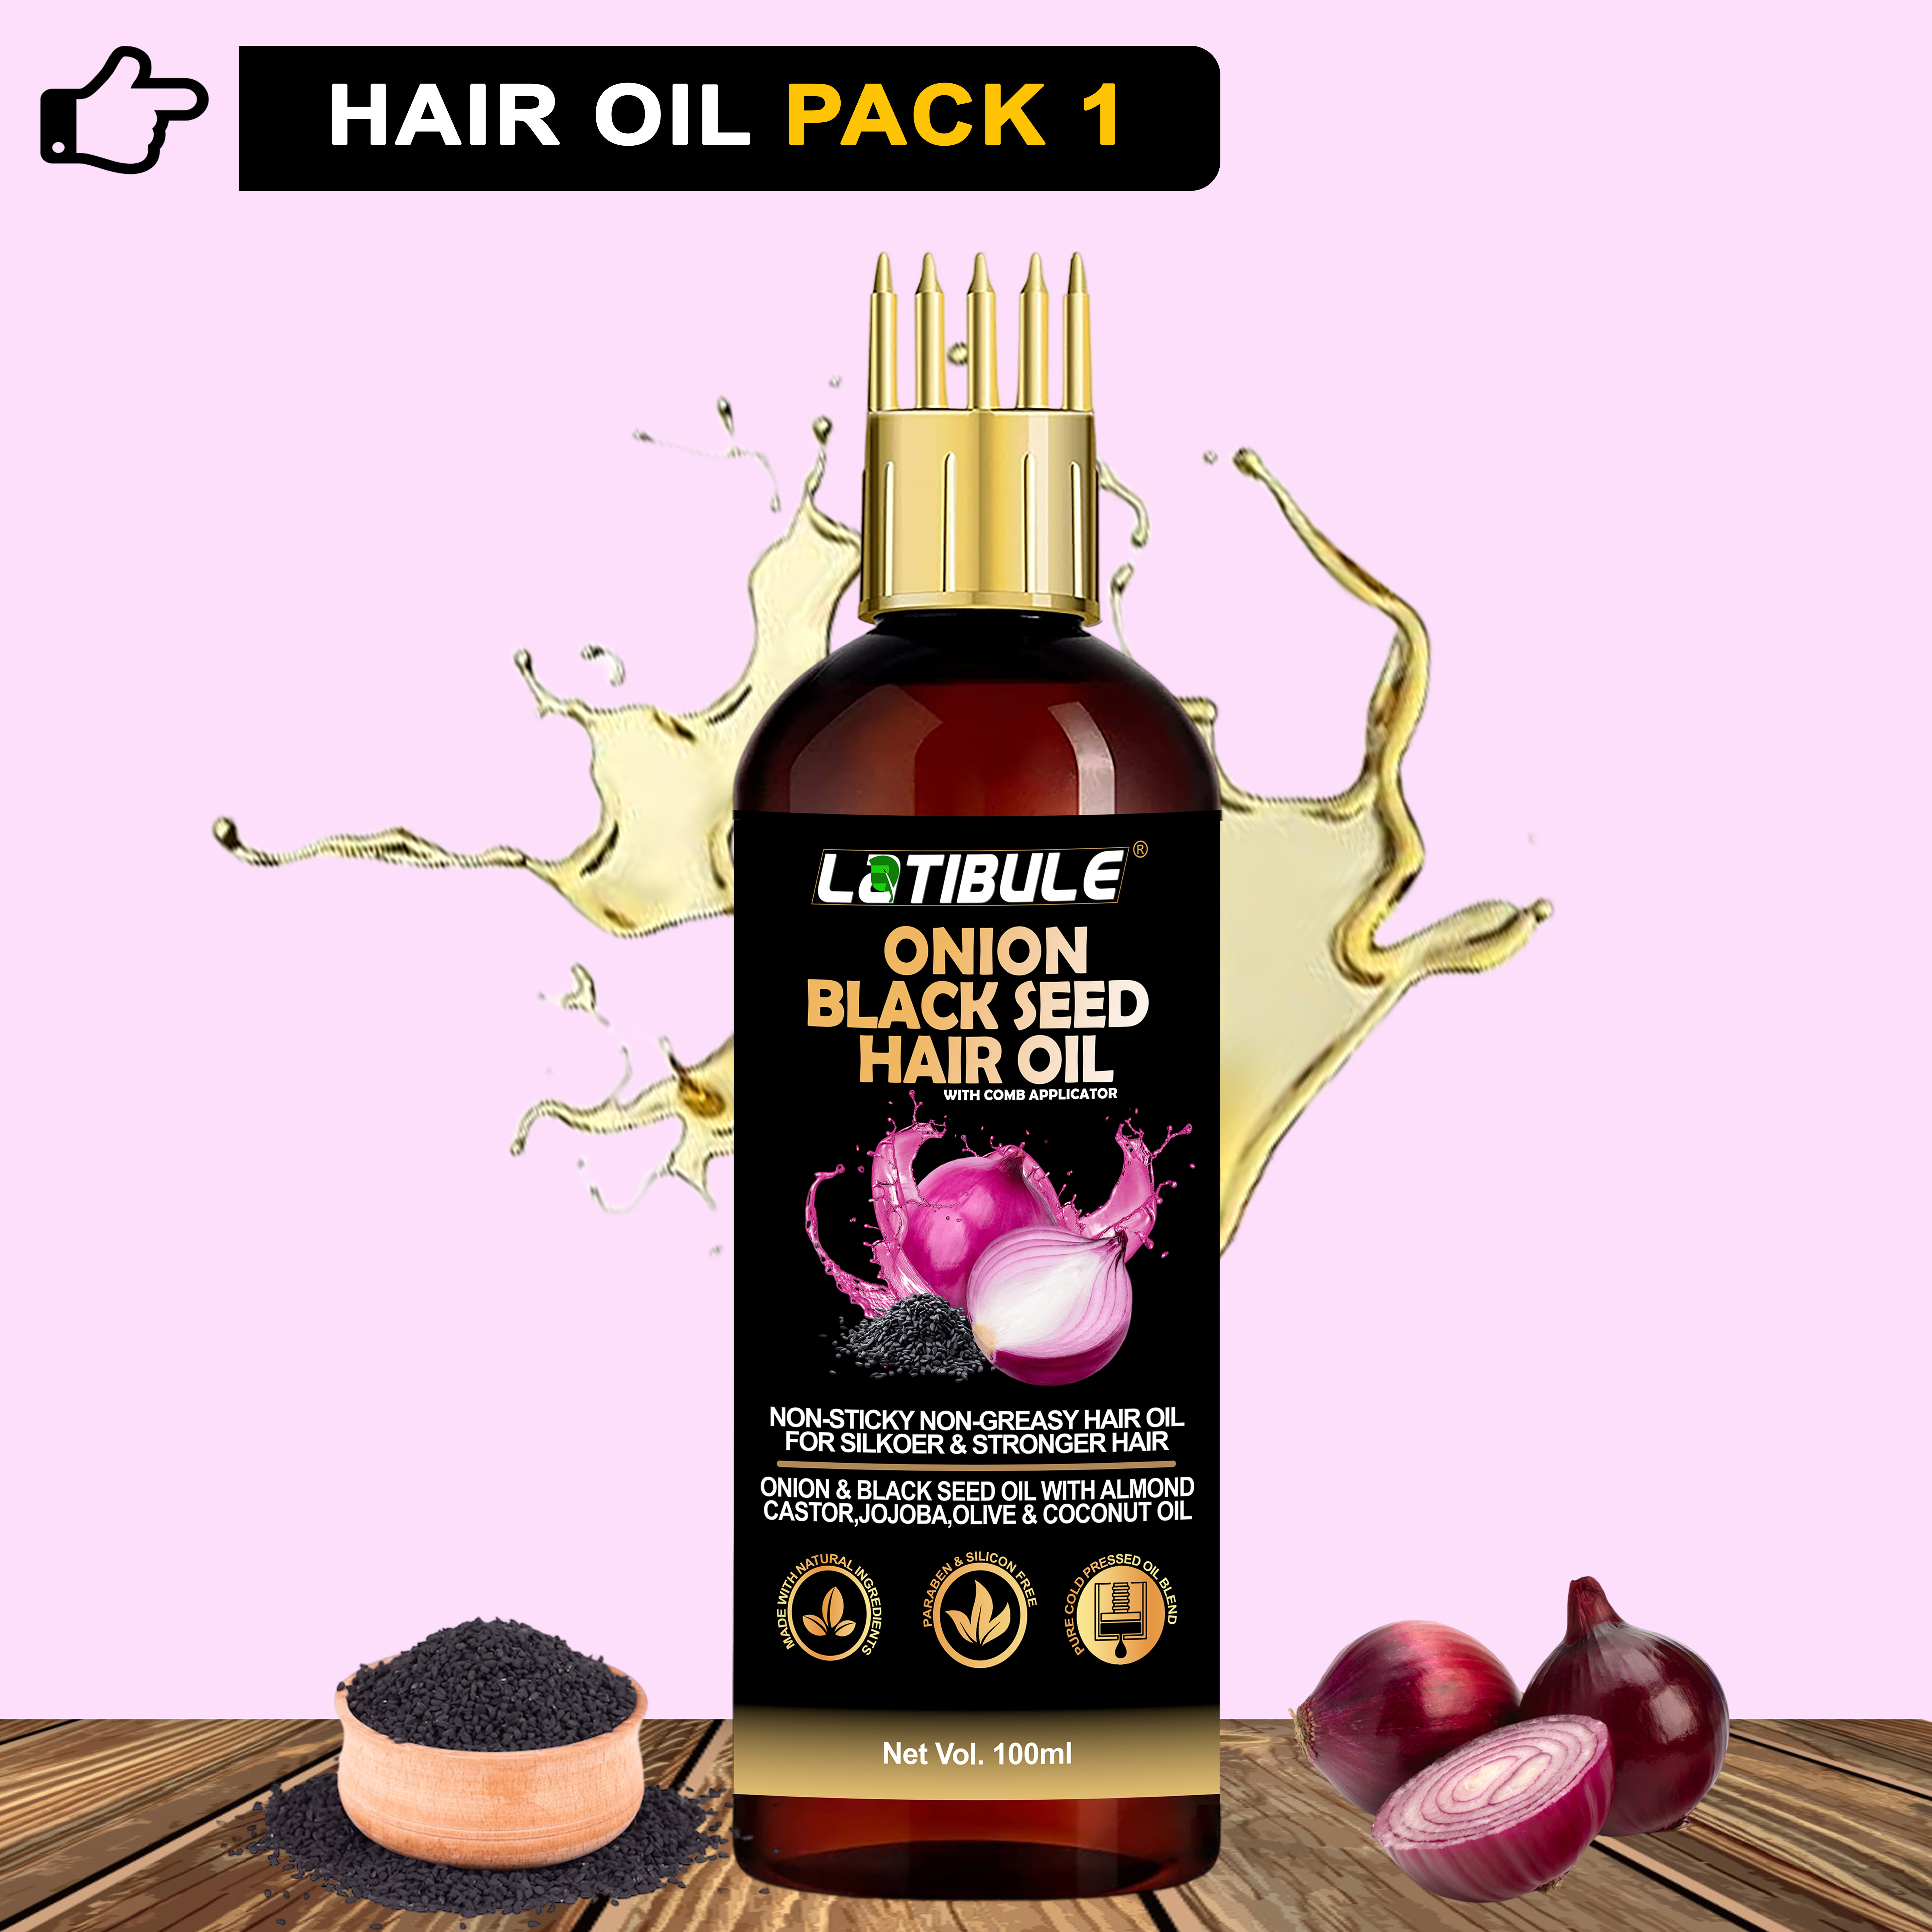 HAIR OIL PACK 1
LATIBULE®
ONION
BLACK SEED
HAIR OIL
WITH COMB APPLICATOR
NON-STICKY NON-GREASY HAIR OIL
FOR SILKOER & STRONGER HAIR
ONION & BLACK SEED OIL WITH ALMOND
CASTOR,JOJOBA,OLIVE & COCONUT OIL
MADE WITH NATURAL INGREDIENTS
PARABEN & SILICON FREE
PURE COLD PRESSED OIL BLEND
Net Vol. 100ml